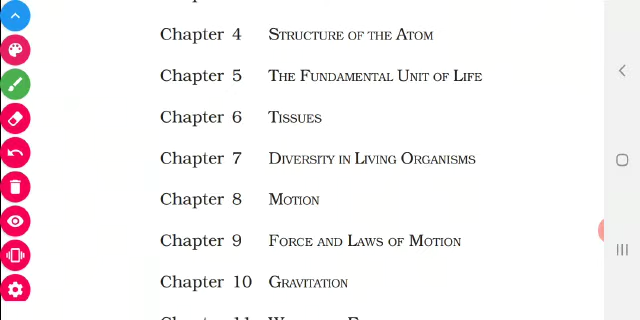 Chapter 4 STRUCTURE OF THE ATOM
Chapter 5 THE FUNDAMENTAL UNIT OF LIFE
Chapter 6 TISSUES
Chapter 7 DIVERSITY IN LIVING ORGANISMS
Chapter 8 MOTION
Chapter 9 FORCE AND LAWS OF MOTION
Chapter 10 GRAVITATION